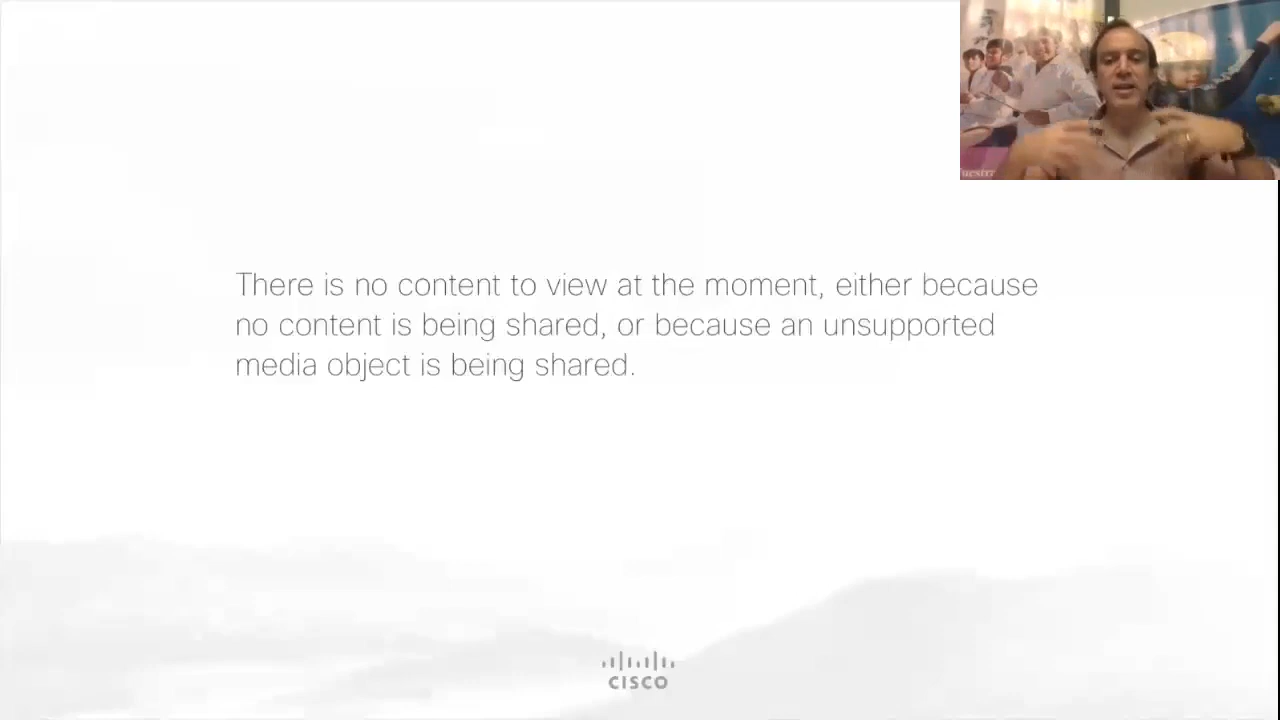 There is no content to view at the moment, either because
no content is being shared, or because an unsupported
media object is being shared.
CISCO